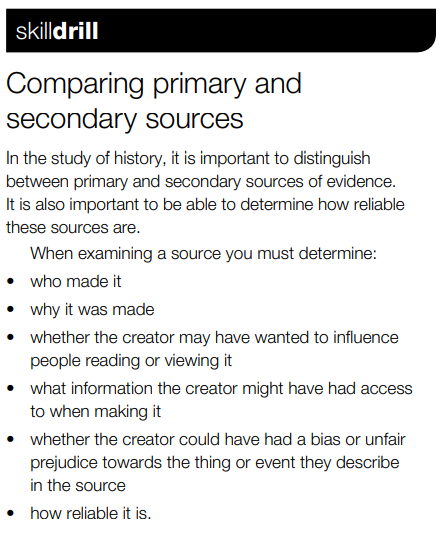 skilldrill
Comparing primary and
secondary sources
In the study of history, it is important to distinguish
between primary and secondary sources of evidence.
It is also important to be able to determine how reliable
these sources are.
When examining a source you must determine:
• who made it
• why it was made
• whether the creator may have wanted to influence
people reading or viewing it
• what information the creator might have had access
to when making it
• whether the creator could have had a bias or unfair
prejudice towards the thing or event they describe
in the source
• how reliable it is.